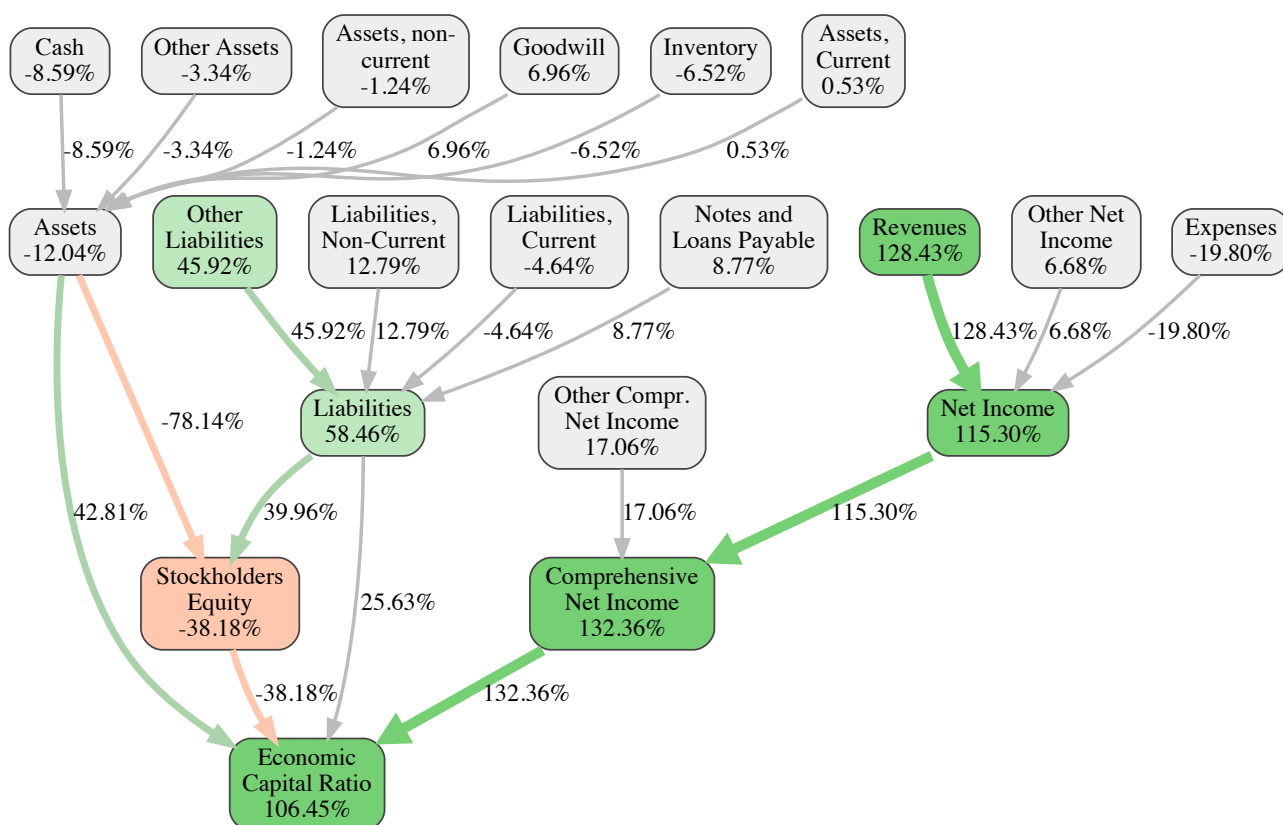 Cash
-8.59%
Other Assets
-3.34%
Assets, non-
current
-1.24%
Goodwill
6.96%
Inventory
-6.52%
Assets,
Current
0.53%
-8.59%
-3.34%
-1.24%
6.96%
-6.52%
0.53%
Assets
-12.04%
Other
Liabilities
45.92%
Liabilities,
Non-Current
12.79%
Liabilities,
Current
-4.64%
Notes and
Loans Payable
8.77%
Revenues
128.43%
Other Net
Income
6.68%
Expenses
-19.80%
45.92%
12.79%
-4.64%
8.77%
128.43%
6.68%
-19.80%
Liabilities
58.46%
Other Compr.
Net Income
17.06%
Net Income
115.30%
-78.14%
42.81%
39.96%
17.06%
115.30%
Stockholders
Equity
-38.18%
25.63%
Comprehensive
Net Income
132.36%
-38.18%
132.36%
Economic
Capital Ratio
106.45%